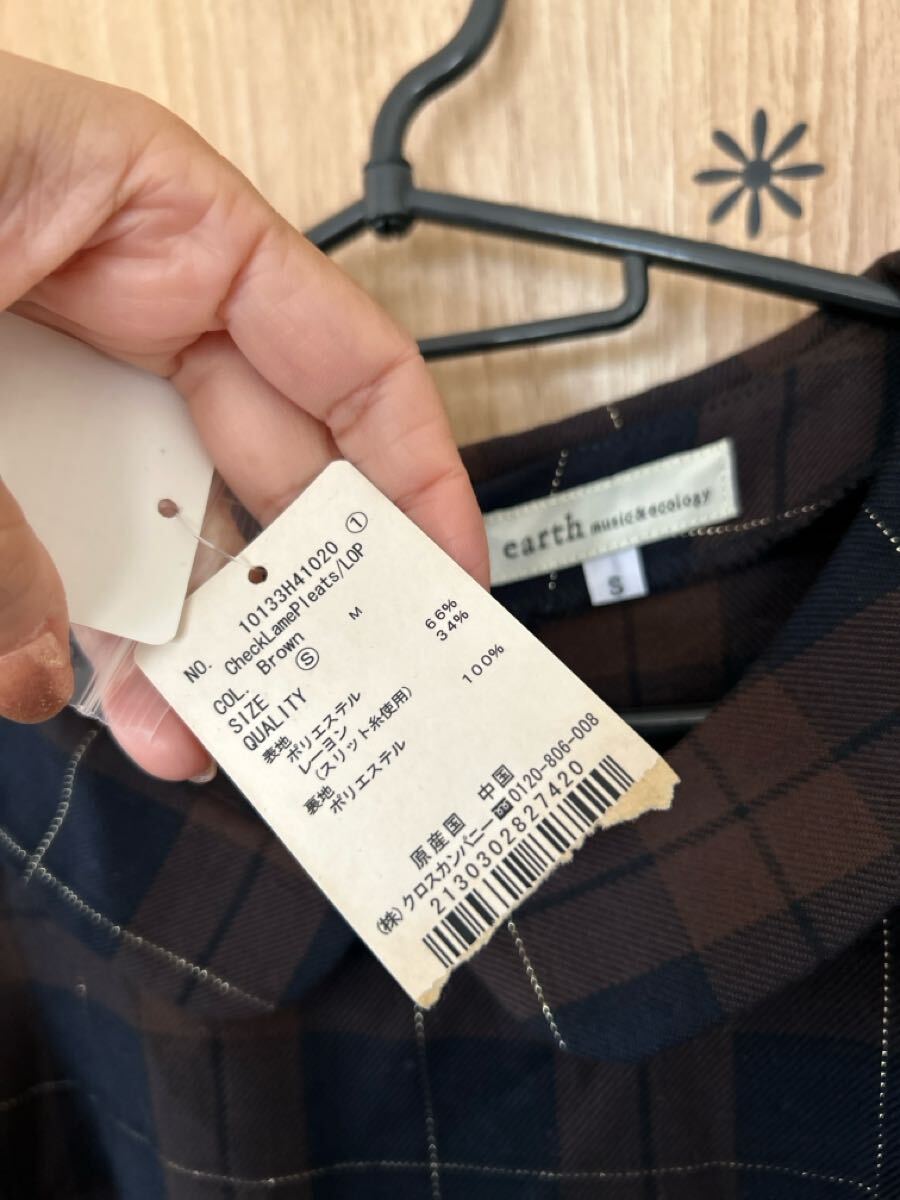 NO. 10133H41020 ①
CheckLamePleats/LOP
COL. Brown
SIZE Ⓢ M
QUALITY
表地 ポリエステル 66%
レーヨン 34%
(スリット糸使用)
裏地
ポリエステル 100%
原産国 中国
(株)クロスカンパニー 0120-806-008
2130302827420
earth music&ecology
S